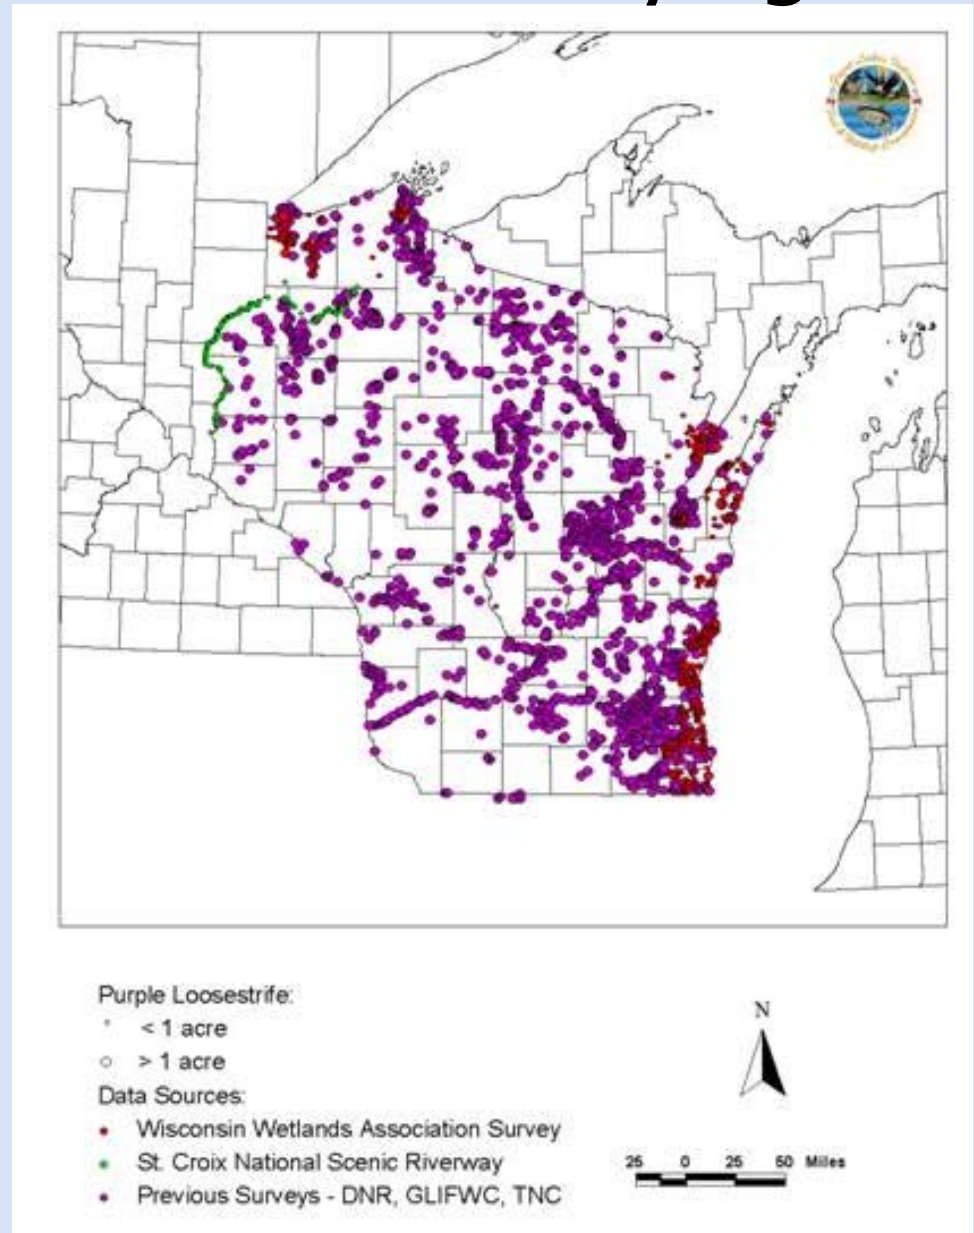 Purple Loosestrife:
< 1 acre
> 1 acre
Data Sources:
Wisconsin Wetlands Association Survey
St. Croix National Scenic Riverway
Previous Surveys - DNR, GLIFWC, TNC
N
25 0 25 50 Miles